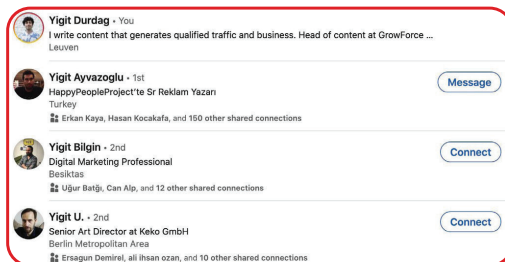 Yigit Durdag • You
I write content that generates qualified traffic and business. Head of content at GrowForce ...
Leuven
Yigit Ayvazoglu • 1st
Message
HappyPeopleProject'te Sr Reklam Yazarı
Turkey
Erkan Kaya, Hasan Kocakafa, and 150 other shared connections
Yigit Bilgin • 2nd
Connect
Digital Marketing Professional
Besiktas
Uğur Batğı, Can Alp, and 12 other shared connections
Yigit U. • 2nd
Connect
Senior Art Director at Keko GmbH
Berlin Metropolitan Area
Ersagun Demirel, ali ihsan ozan, and 10 other shared connections